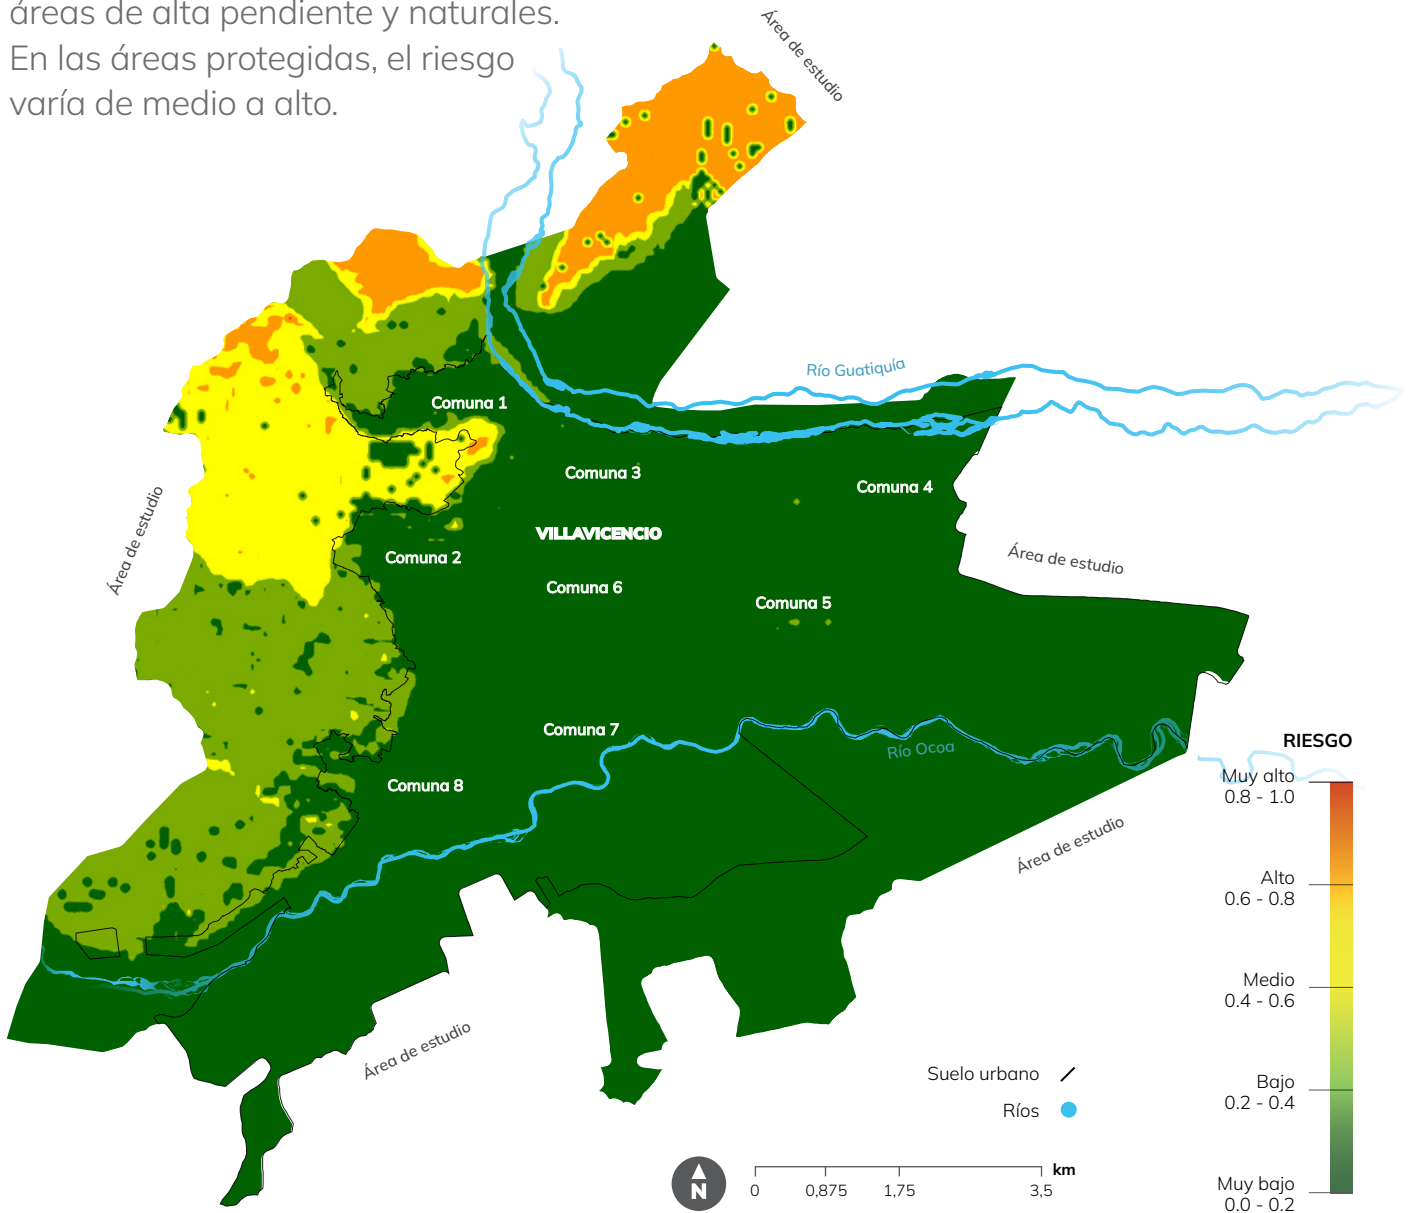 áreas de alta pendiente y naturales.
En las áreas protegidas, el riesgo
varía de medio a alto.
Área de estudio
Río Guatiquía
Comuna 1
Comuna 3
Comuna 4
Área de estudio
VILLAVICENCIO
Comuna 2
Área de estudio
Comuna 6
Comuna 5
Comuna 7
Río Ocoa
Comuna 8
Área de estudio
Área de estudio
RIESGO
Muy alto
0.8 - 1.0
Alto
0.6 - 0.8
Medio
0.4 - 0.6
Bajo
0.2 - 0.4
Muy bajo
0.0 - 0.2
Suelo urbano
Ríos
N
km
0 0,875 1,75 3,5